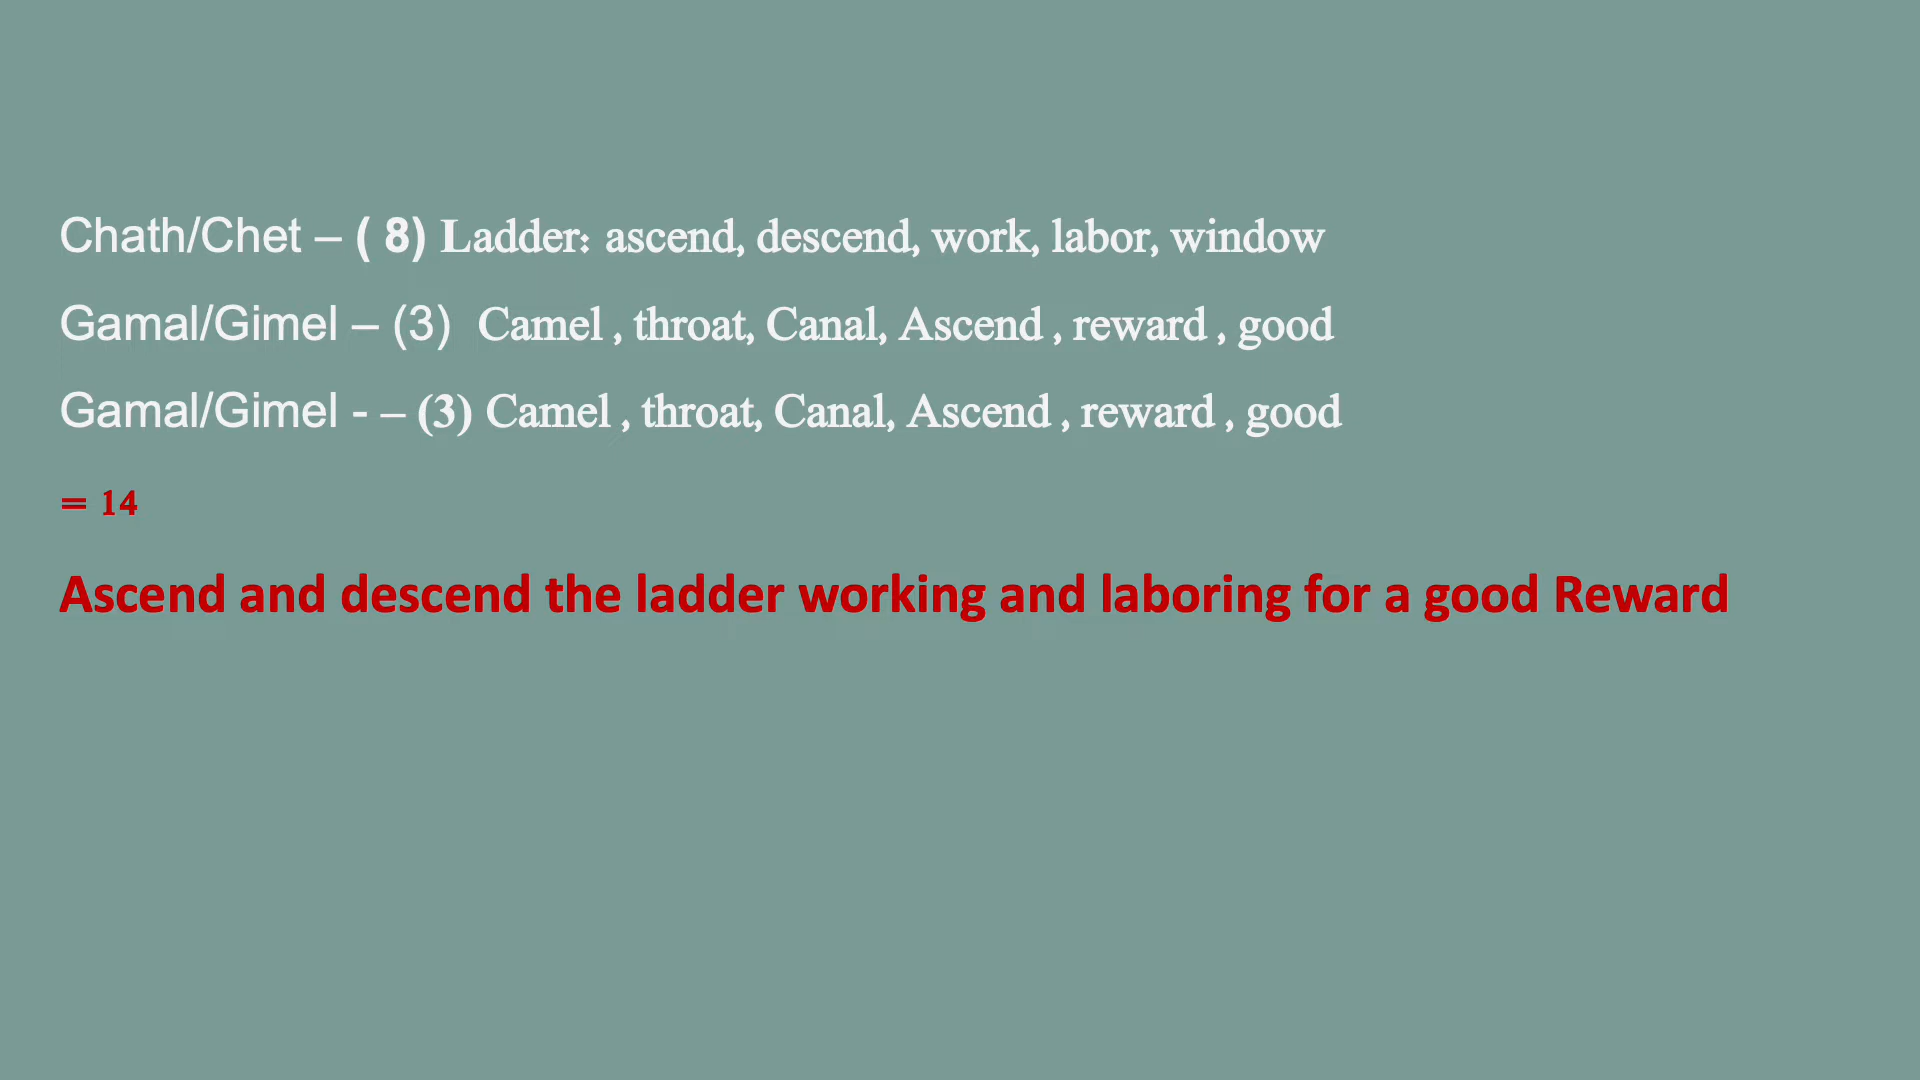 Chath/Chet – ( 8) Ladder: ascend, descend, work, labor, window
Gamal/Gimel – (3) Camel , throat, Canal, Ascend , reward , good
Gamal/Gimel - – (3) Camel , throat, Canal, Ascend , reward , good
= 14
Ascend and descend the ladder working and laboring for a good Reward